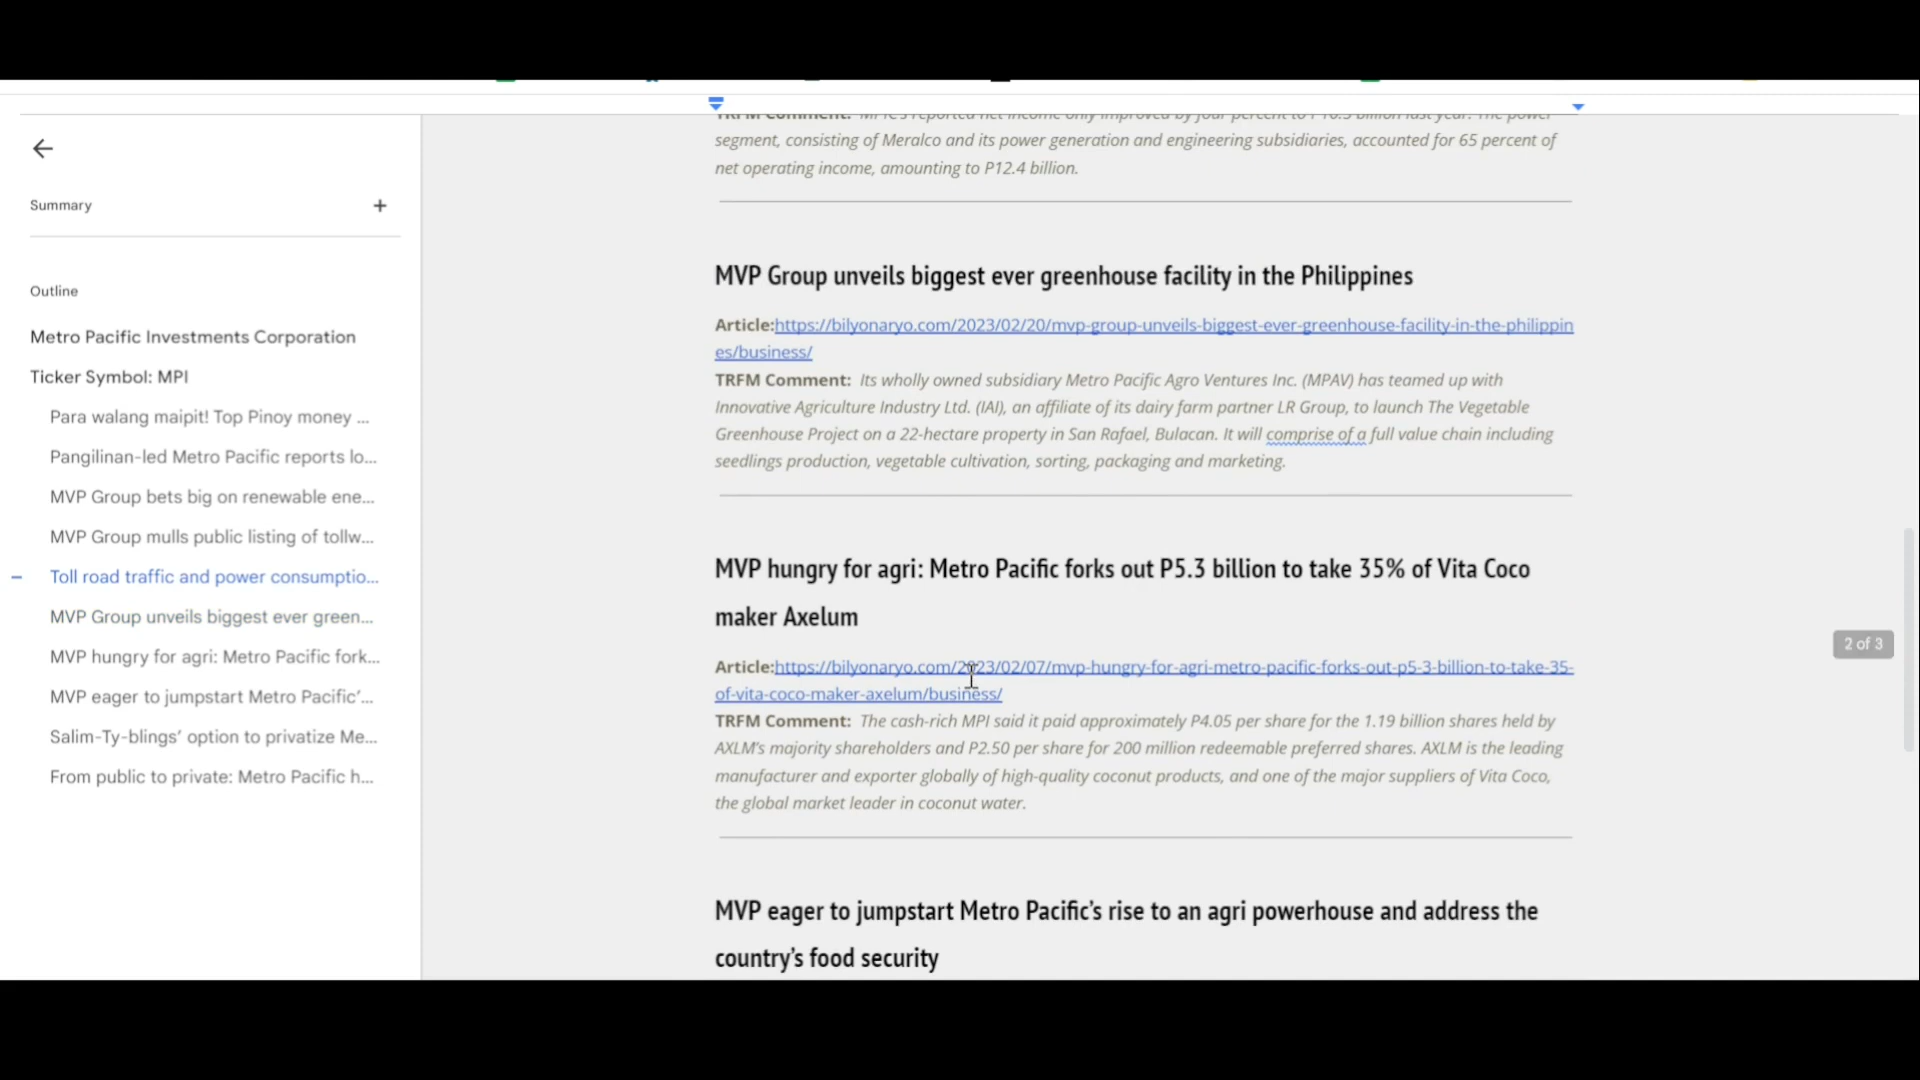 Summary
+
Outline
Metro Pacific Investments Corporation
Ticker Symbol: MPI
Para walang maipit! Top Pinoy money ...
Pangilinan-led Metro Pacific reports lo...
MVP Group bets big on renewable ene...
MVP Group mulls public listing of tollw...
Toll road traffic and power consumptio...
MVP Group unveils biggest ever green...
MVP hungry for agri: Metro Pacific fork...
MVP eager to jumpstart Metro Pacific’...
Salim-Ty-blings’ option to privatize Me...
From public to private: Metro Pacific h...
TRFM Comment: reported net income only improved by four percent to billion last year. The power
segment, consisting of Meralco and its power generation and engineering subsidiaries, accounted for 65 percent of
net operating income, amounting to P12.4 billion.
MVP Group unveils biggest ever greenhouse facility in the Philippines
Article:https://bilyonaryo.com/2023/02/20/mvp-group-unveils-biggest-ever-greenhouse-facility-in-the-philippin
es/business/
TRFM Comment: Its wholly owned subsidiary Metro Pacific Agro Ventures Inc. (MPAV) has teamed up with
Innovative Agriculture Industry Ltd. (IAI), an affiliate of its dairy farm partner LR Group, to launch The Vegetable
Greenhouse Project on a 22-hectare property in San Rafael, Bulacan. It will comprise of a full value chain including
seedlings production, vegetable cultivation, sorting, packaging and marketing.
MVP hungry for agri: Metro Pacific forks out P5.3 billion to take 35% of Vita Coco
maker Axelum
Article:https://bilyonaryo.com/2023/02/07/mvp-hungry-for-agri-metro-pacific-forks-out-p5-3-billion-to-take-35-
of-vita-coco-maker-axelum/business/
TRFM Comment: The cash-rich MPI said it paid approximately P4.05 per share for the 1.19 billion shares held by
AXLM’s majority shareholders and P2.50 per share for 200 million redeemable preferred shares. AXLM is the leading
manufacturer and exporter globally of high-quality coconut products, and one of the major suppliers of Vita Coco,
the global market leader in coconut water.
MVP eager to jumpstart Metro Pacific’s rise to an agri powerhouse and address the
country’s food security
2 of 3